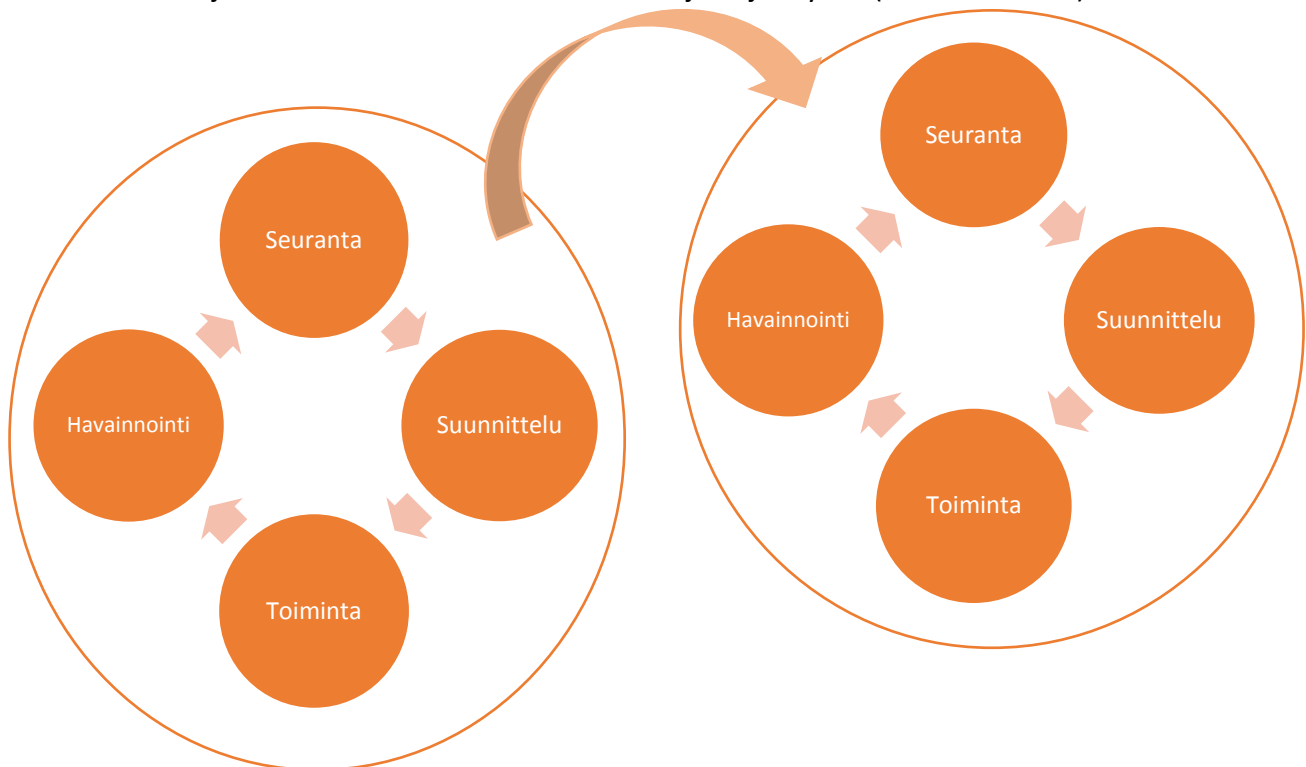 Seuranta
Suunnittelu
Toiminta
Havainnointi
Seuranta
Suunnittelu
Toiminta
Havainnointi